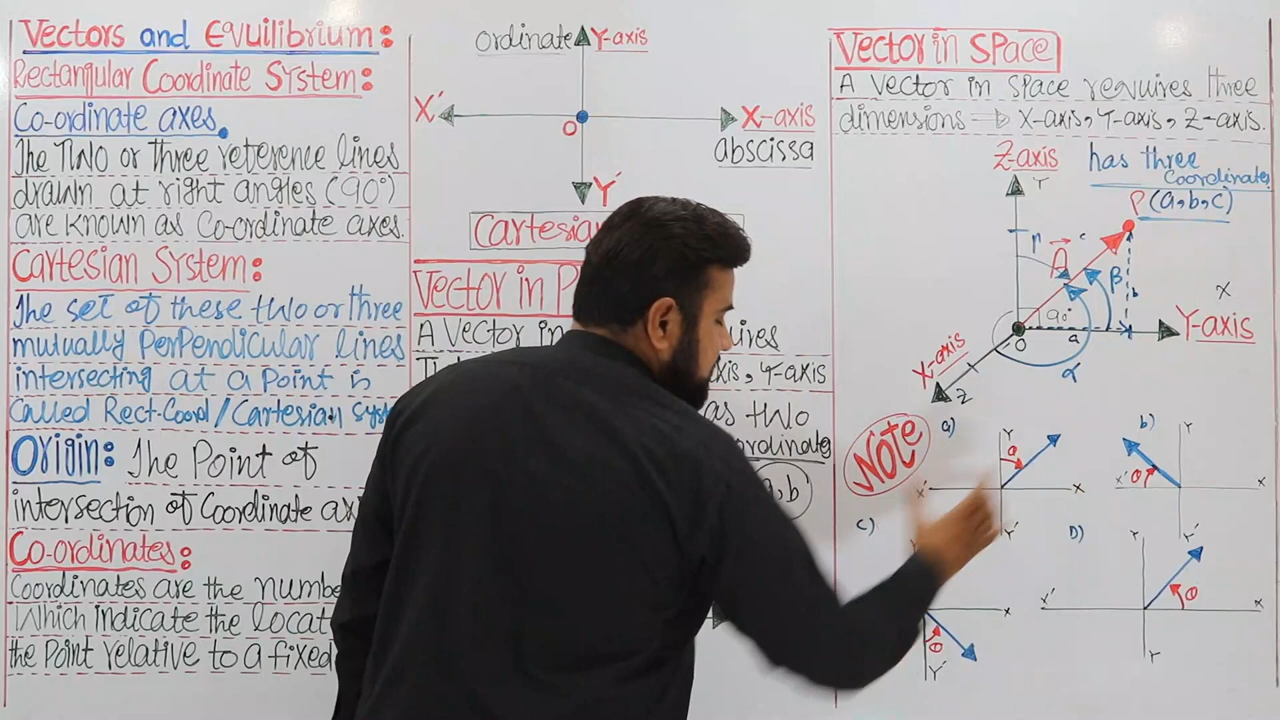 Vectors and Equilibrium:
Rectangular Coordinate System:
Co-ordinate axes.
The Two or three reference lines
drawn at right angles (90°)
are known as Co-ordinate axes.
Cartesian System:
The set of these two or three
mutually Perpendicular lines
intersecting at a Point is
Called Rect-Coord/Cartesian Syst
Origin: The Point of
intersection of Coordinate ax
Co-ordinates:
Coordinates are the numbe
Which indicate the locat
the Point relative to a fixed
ordinate Y-axis
X' X-axis
O abscissa
Y'
Cartesian
Vector in P
A Vector in uires
axis, Y-axis
as two
oordinate
, b
Vector in Space
A Vector in Space requires three
dimensions ⇒ X-axis, Y-axis, Z-axis.
Z-axis has three
Coordinates
Y P(a,b,c)
r c
A β
90° b X
O a Y-axis
X-axis
Z α
Note
a) Y θ X' X Y'
b) Y θ X' X Y'
c) X θ Y'
D) Y X' θ X Y